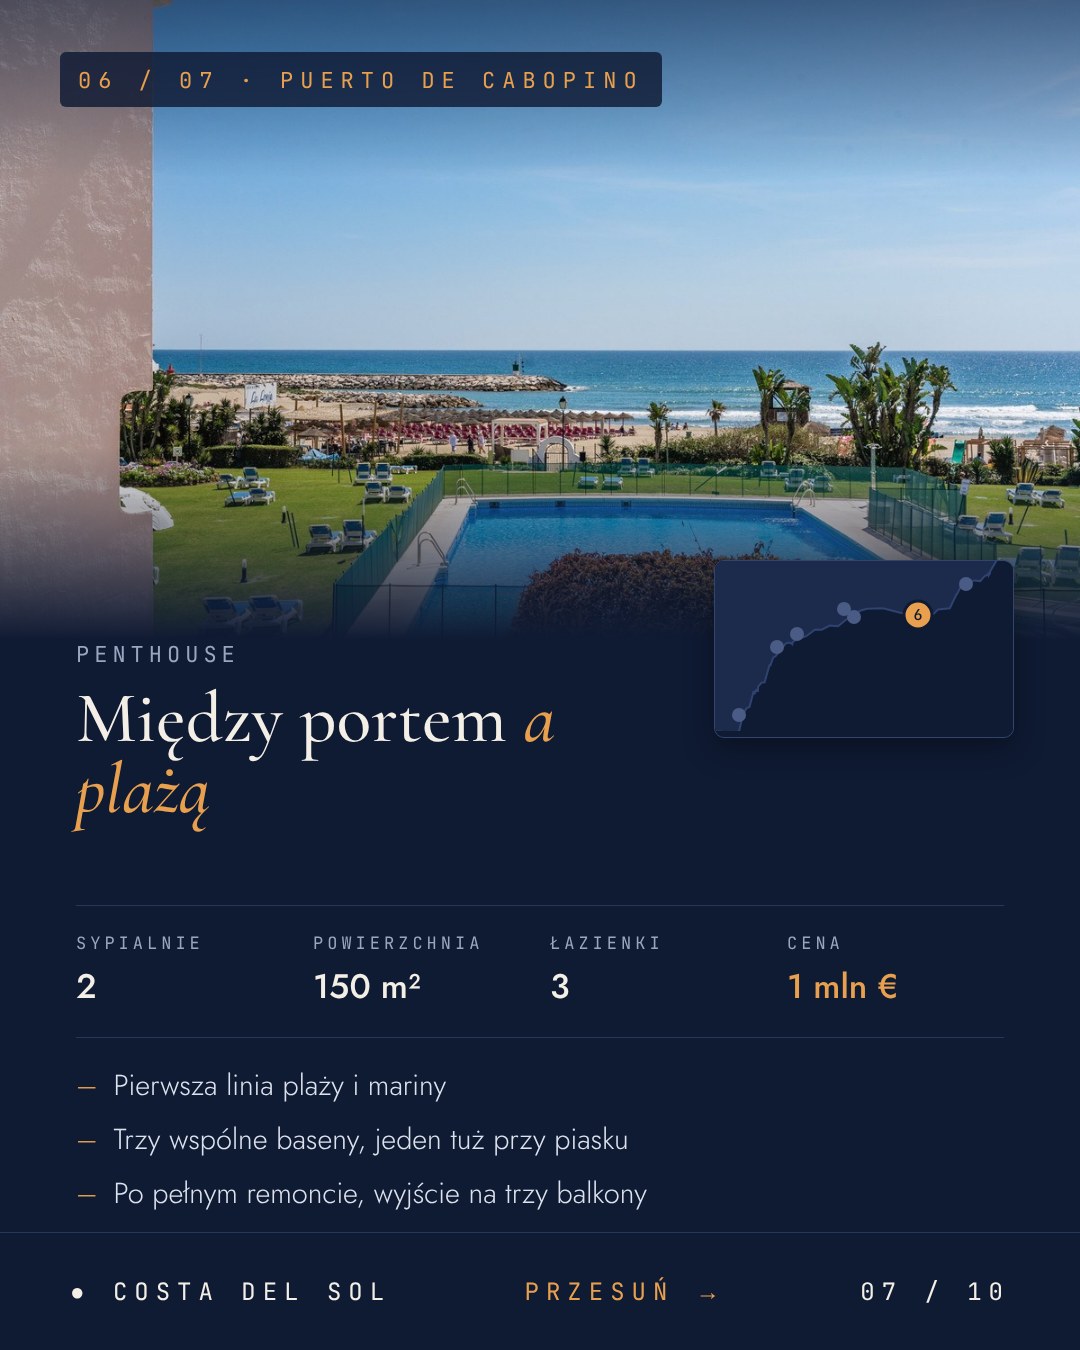 06 / 07 · PUERTO DE CABOPINO
La Lonja
6
PENTHOUSE
Między portem a
plażą
SYPIALNIE POWIERZCHNIA ŁAZIENKI CENA
2 150 m² 3 1 mln €
— Pierwsza linia plaży i mariny
— Trzy wspólne baseny, jeden tuż przy piasku
— Po pełnym remoncie, wyjście na trzy balkony
• COSTA DEL SOL PRZESUŃ → 07 / 10